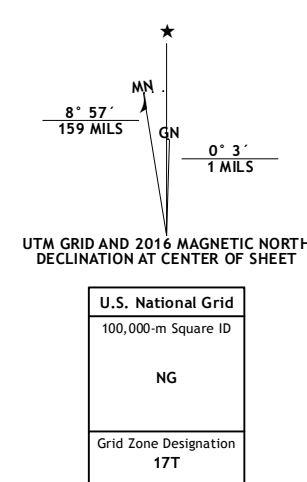 ★
MN
8° 57´
159 MILS
GN
0° 3´
1 MILS
UTM GRID AND 2016 MAGNETIC NORTH
DECLINATION AT CENTER OF SHEET
U.S. National Grid
100,000-m Square ID
NG
Grid Zone Designation
17T